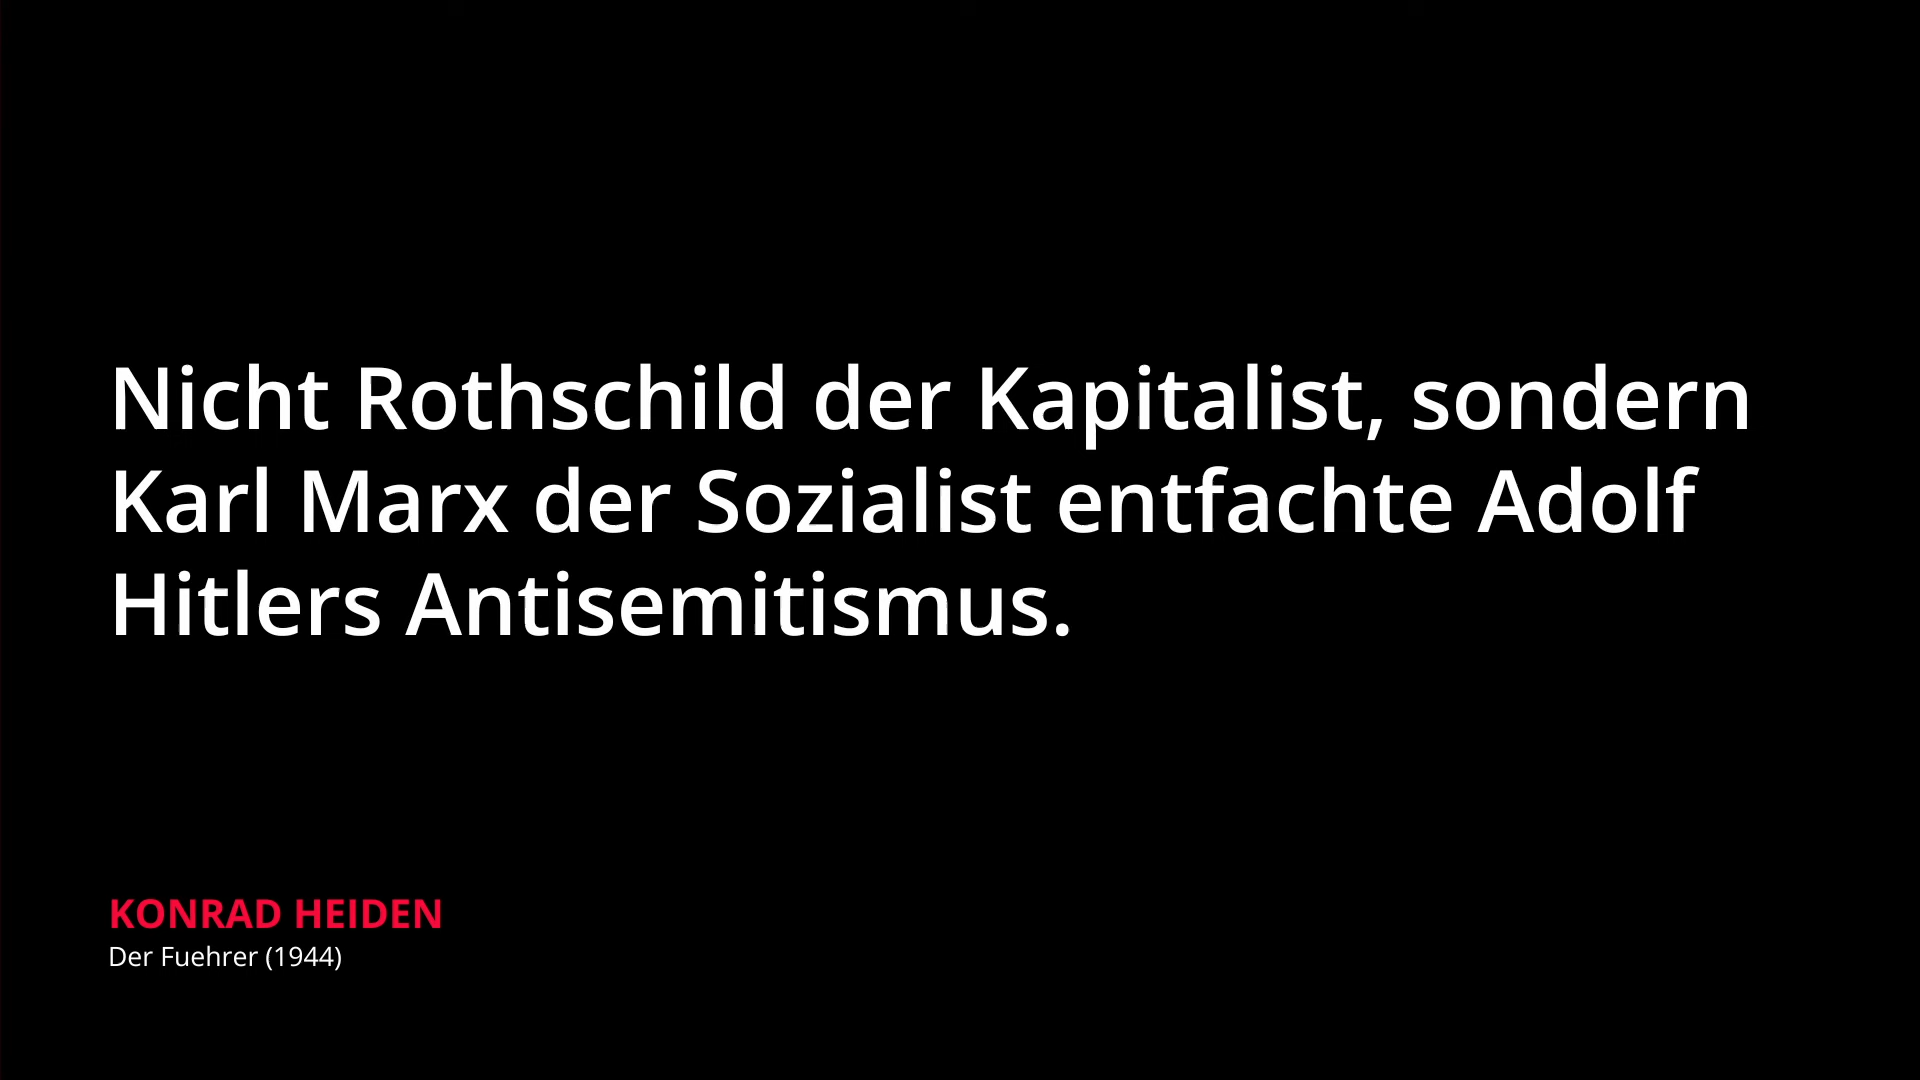 Nicht Rothschild der Kapitalist, sondern
Karl Marx der Sozialist entfachte Adolf
Hitlers Antisemitismus.
KONRAD HEIDEN
Der Fuehrer (1944)